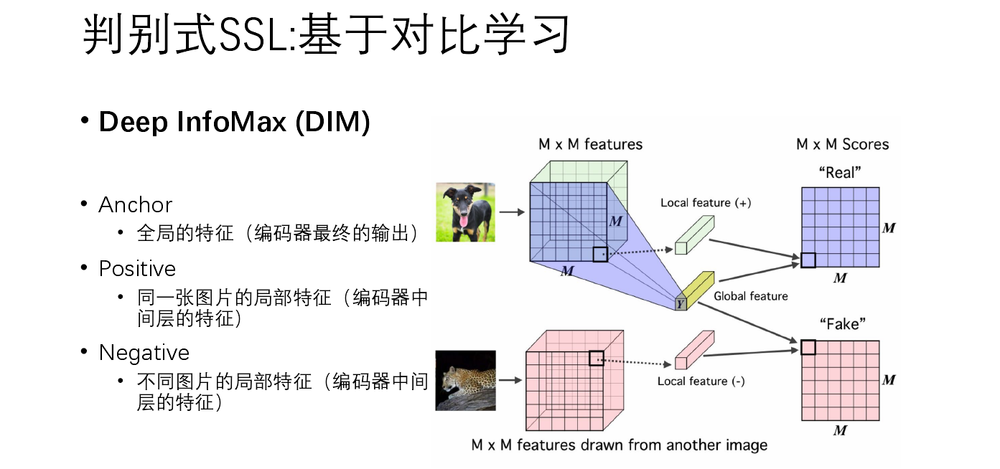 判别式SSL:基于对比学习
• Deep InfoMax (DIM)
• Anchor
• 全局的特征（编码器最终的输出）
• Positive
• 同一张图片的局部特征（编码器中
间层的特征）
• Negative
• 不同图片的局部特征（编码器中间
层的特征）
M x M features
M
M
Local feature (+)
Y
Global feature
Local feature (-)
M x M features drawn from another image
M x M Scores
“Real”
M
M
“Fake”
M
M